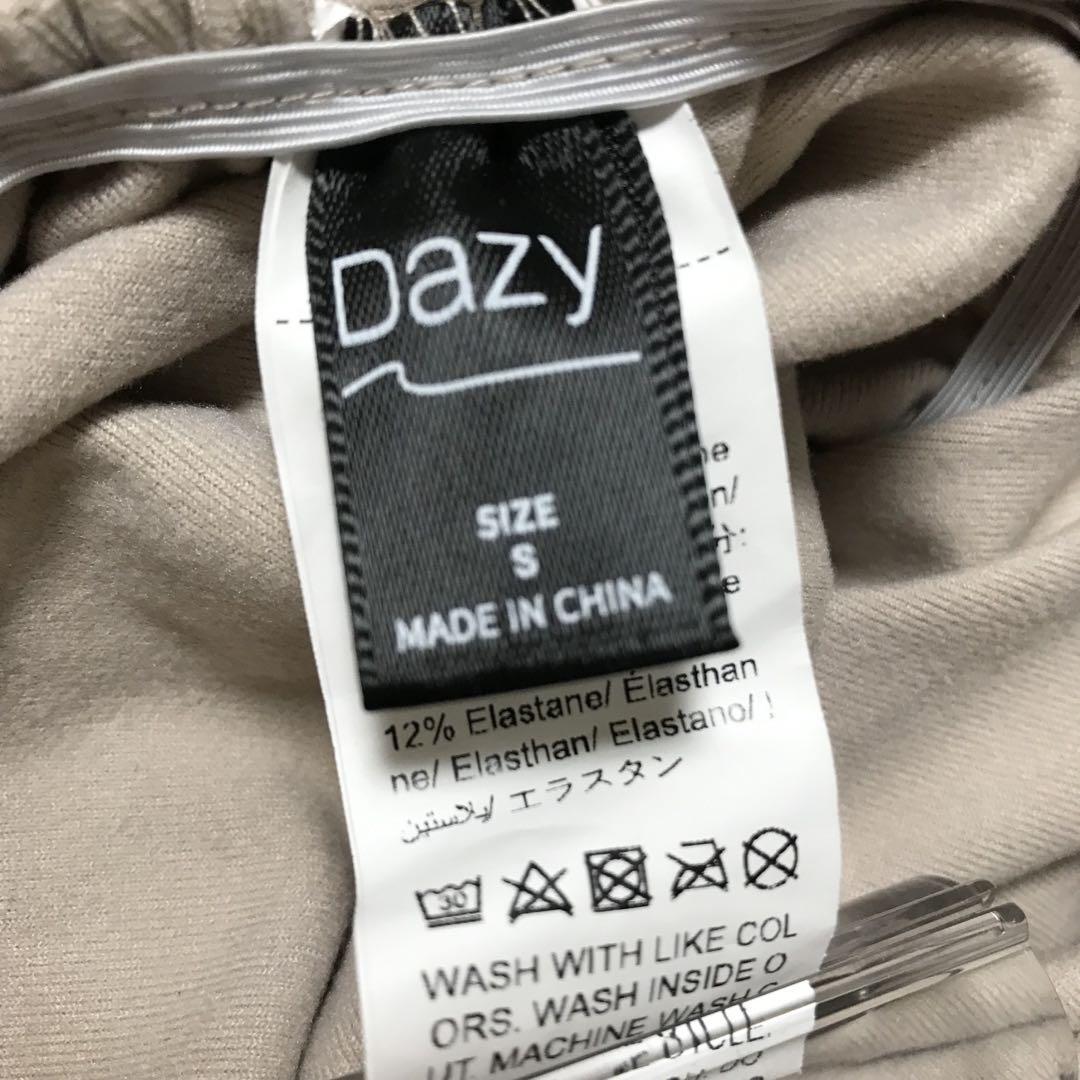 Dazy
SIZE
S
MADE IN CHINA
12% Elastane/ Élasthan
ne/ Elasthan/ Elastano/
エラスタン
30
WASH WITH LIKE COL
ORS. WASH INSIDE O
UT. MACHINE WASH